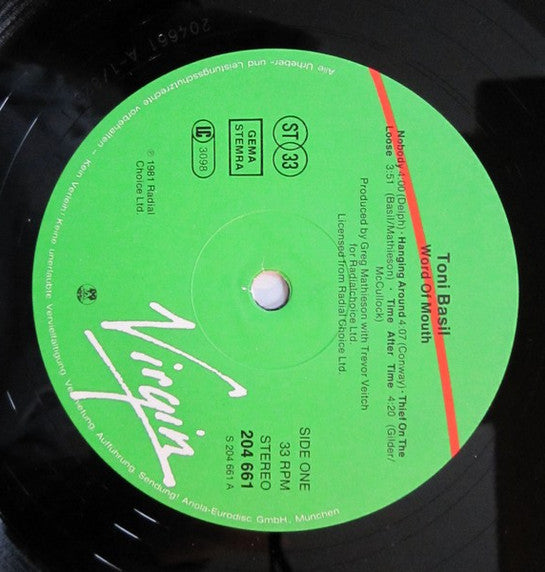 Toni Basil
Word Of Mouth
Nobody 4:00 (Delph) · Hanging Around 4:07 (Conway) · Thief On The
Loose 3:51 (Basil/Mathieson) · Time After Time 4:20 (Gilder/
McCullock)
Produced by Greg Mathieson with Trevor Veitch
for Radialchoice Ltd.
Licensed from Radial Choice Ltd.
ST 33
GEMA
STEMRA
LC 3098
℗ 1981 Radial
Choice Ltd.
SIDE ONE
33 RPM
STEREO
204 661
S 204 661 A
Virgin
Alle Urheber- und Leistungsschutzrechte vorbehalten - Kein Verleih! Keine unerlaubte Vervielfältigung, Vermietung, Aufführung, Sendung! Ariola-Eurodisc GmbH., München